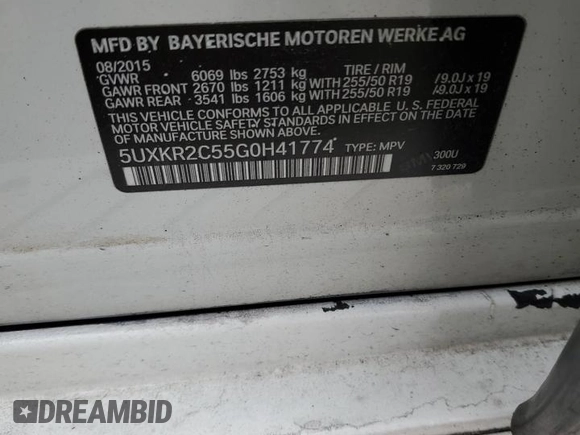 MFD BY BAYERISCHE MOTOREN WERKE AG
08/2015
GVWR 6069 lbs 2753 kg TIRE / RIM
GAWR FRONT 2670 lbs 1211 kg WITH 255/50 R19 /9.0J x 19
GAWR REAR 3541 lbs 1606 kg WITH 255/50 R19 /9.0J x 19
THIS VEHICLE CONFORMS TO ALL APPLICABLE U. S. FEDERAL
MOTOR VEHICLE SAFETY STANDARDS IN EFFECT ON
THE DATE OF MANUFACTURE SHOWN ABOVE.
5UXKR2C55G0H41774 TYPE: MPV 300U
7 320 729
DREAMBID